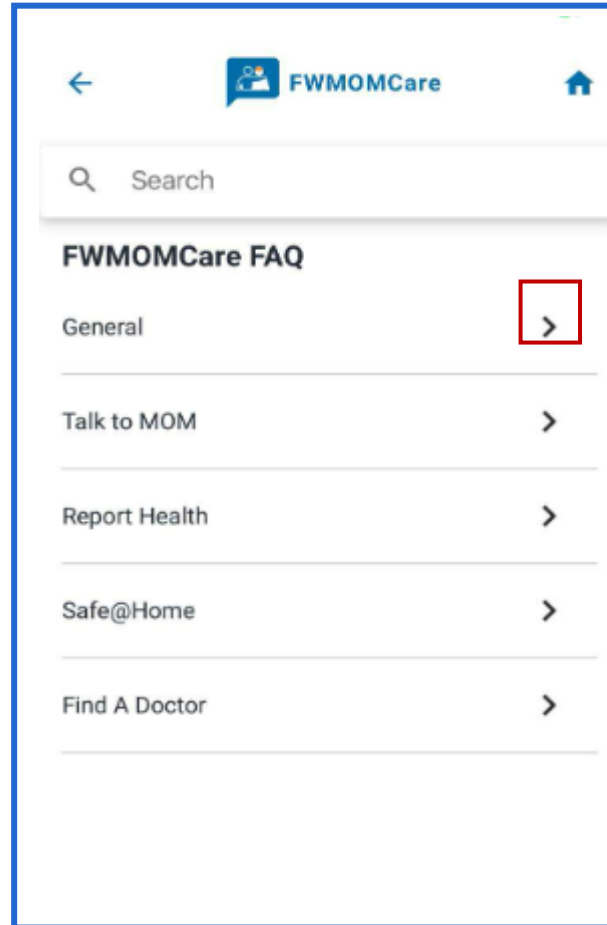 FWMOMCare
Search
FWMOMCare FAQ
General
Talk to MOM
Report Health
Safe@Home
Find A Doctor